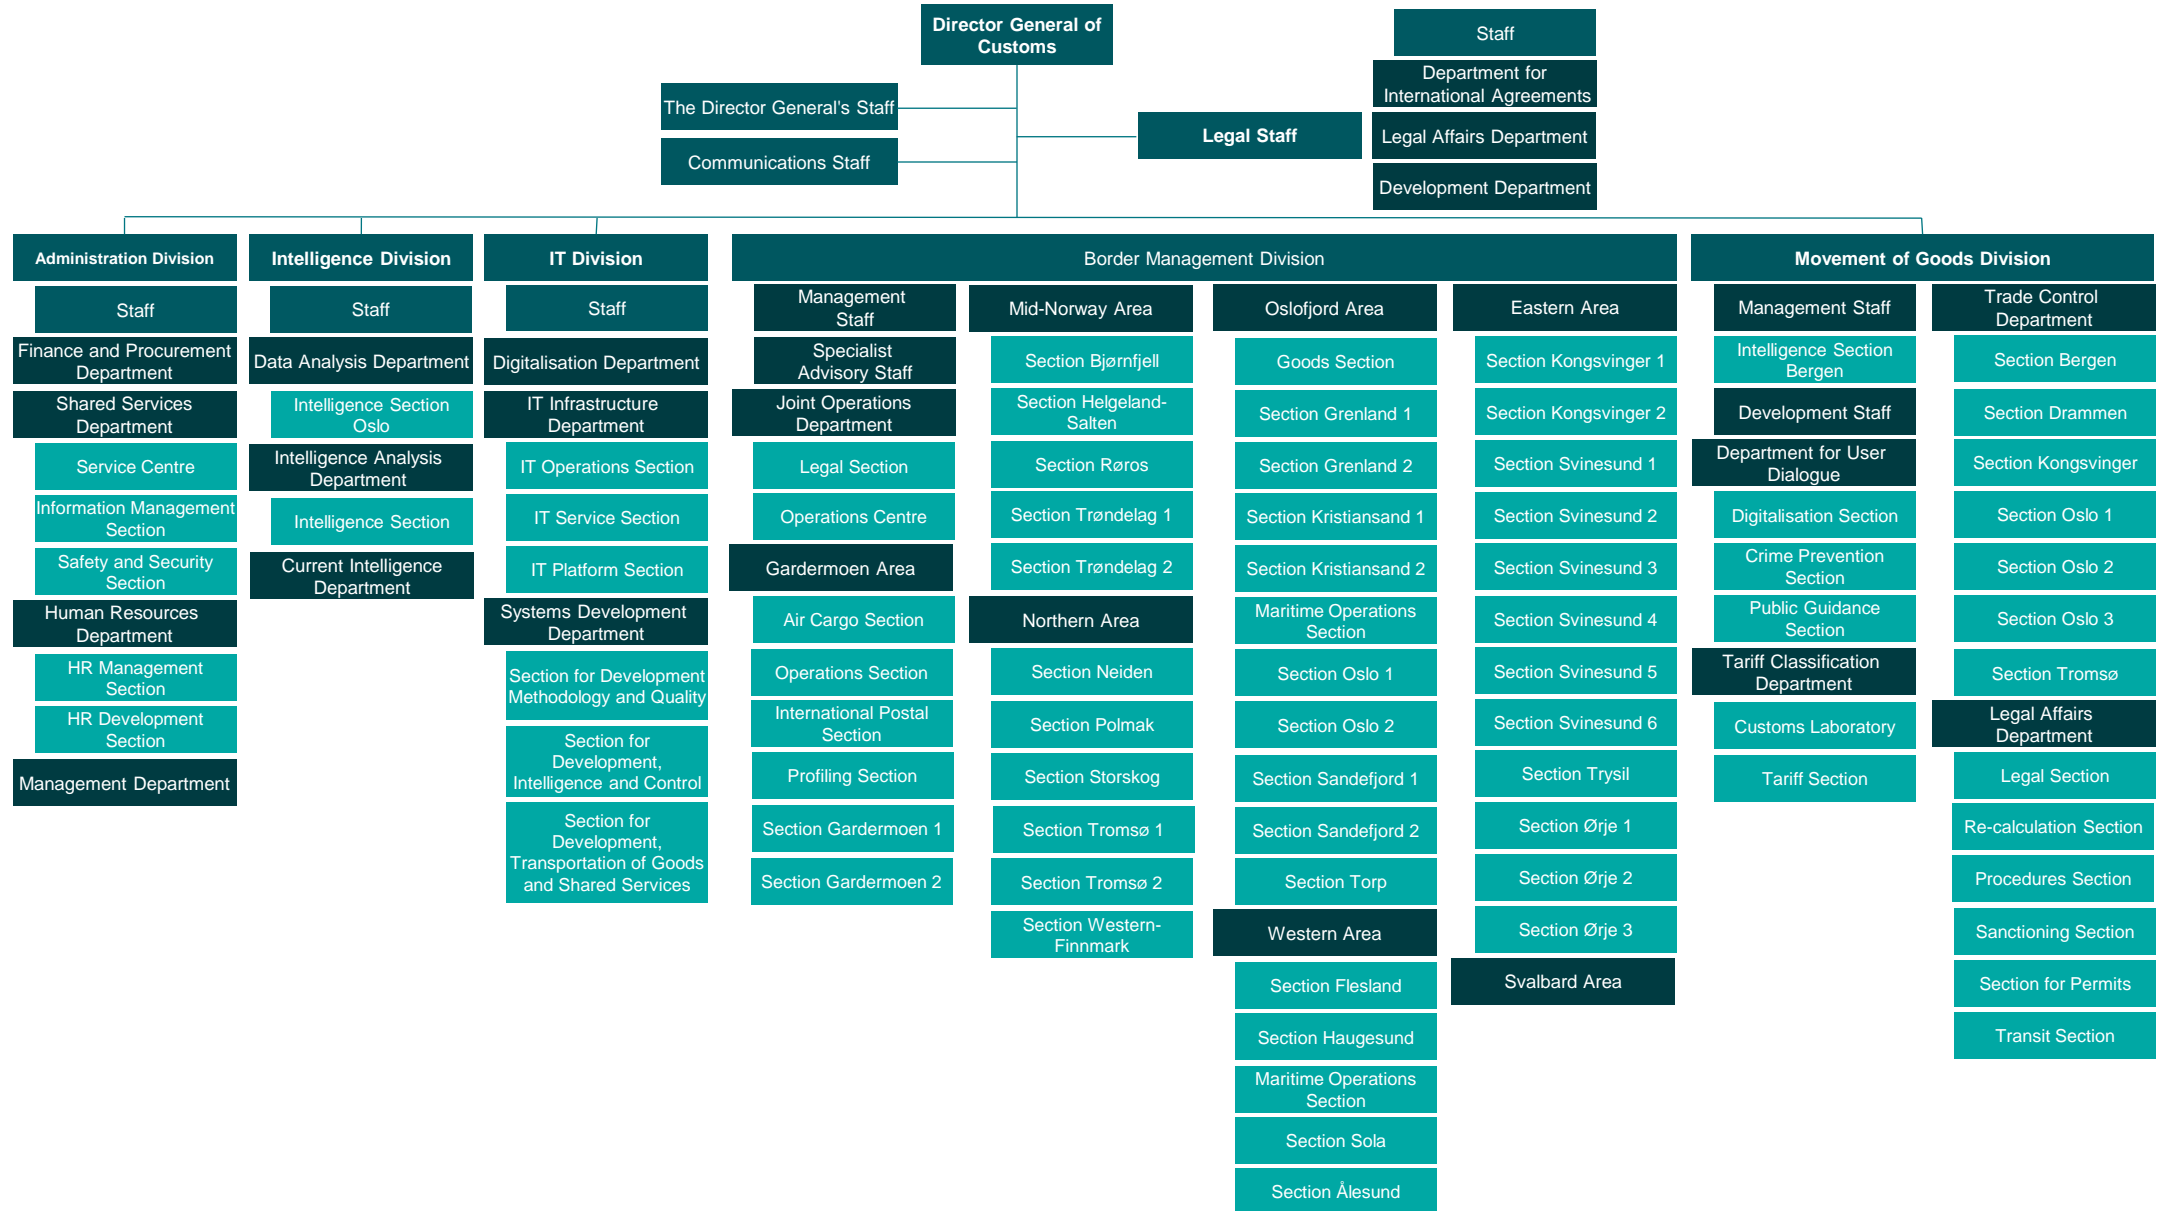 Director General of
Customs
The Director General's Staff
Communications Staff
Legal Staff
Staff
Department for
International Agreements
Legal Affairs Department
Development Department
Administration Division
Staff
Finance and Procurement
Department
Shared Services
Department
Service Centre
Information Management
Section
Safety and Security
Section
Human Resources
Department
HR Management
Section
HR Development
Section
Management Department
Intelligence Division
Staff
Data Analysis Department
Intelligence Section
Oslo
Intelligence Analysis
Department
Intelligence Section
Current Intelligence
Department
IT Division
Staff
Digitalisation Department
IT Infrastructure
Department
IT Operations Section
IT Service Section
IT Platform Section
Systems Development
Department
Section for Development
Methodology and Quality
Section for
Development,
Intelligence and Control
Section for
Development,
Transportation of Goods
and Shared Services
Border Management Division
Management
Staff
Specialist
Advisory Staff
Joint Operations
Department
Legal Section
Operations Centre
Gardermoen Area
Air Cargo Section
Operations Section
International Postal
Section
Profiling Section
Section Gardermoen 1
Section Gardermoen 2
Mid-Norway Area
Section Bjørnfjell
Section Helgeland-
Salten
Section Røros
Section Trøndelag 1
Section Trøndelag 2
Northern Area
Section Neiden
Section Polmak
Section Storskog
Section Tromsø 1
Section Tromsø 2
Section Western-
Finnmark
Oslofjord Area
Goods Section
Section Grenland 1
Section Grenland 2
Section Kristiansand 1
Section Kristiansand 2
Maritime Operations
Section
Section Oslo 1
Section Oslo 2
Section Sandefjord 1
Section Sandefjord 2
Section Torp
Western Area
Section Flesland
Section Haugesund
Maritime Operations
Section
Section Sola
Section Ålesund
Eastern Area
Section Kongsvinger 1
Section Kongsvinger 2
Section Svinesund 1
Section Svinesund 2
Section Svinesund 3
Section Svinesund 4
Section Svinesund 5
Section Svinesund 6
Section Trysil
Section Ørje 1
Section Ørje 2
Section Ørje 3
Svalbard Area
Movement of Goods Division
Management Staff
Intelligence Section
Bergen
Development Staff
Department for User
Dialogue
Digitalisation Section
Crime Prevention
Section
Public Guidance
Section
Tariff Classification
Department
Customs Laboratory
Tariff Section
Trade Control
Department
Section Bergen
Section Drammen
Section Kongsvinger
Section Oslo 1
Section Oslo 2
Section Oslo 3
Section Tromsø
Legal Affairs
Department
Legal Section
Re-calculation Section
Procedures Section
Sanctioning Section
Section for Permits
Transit Section